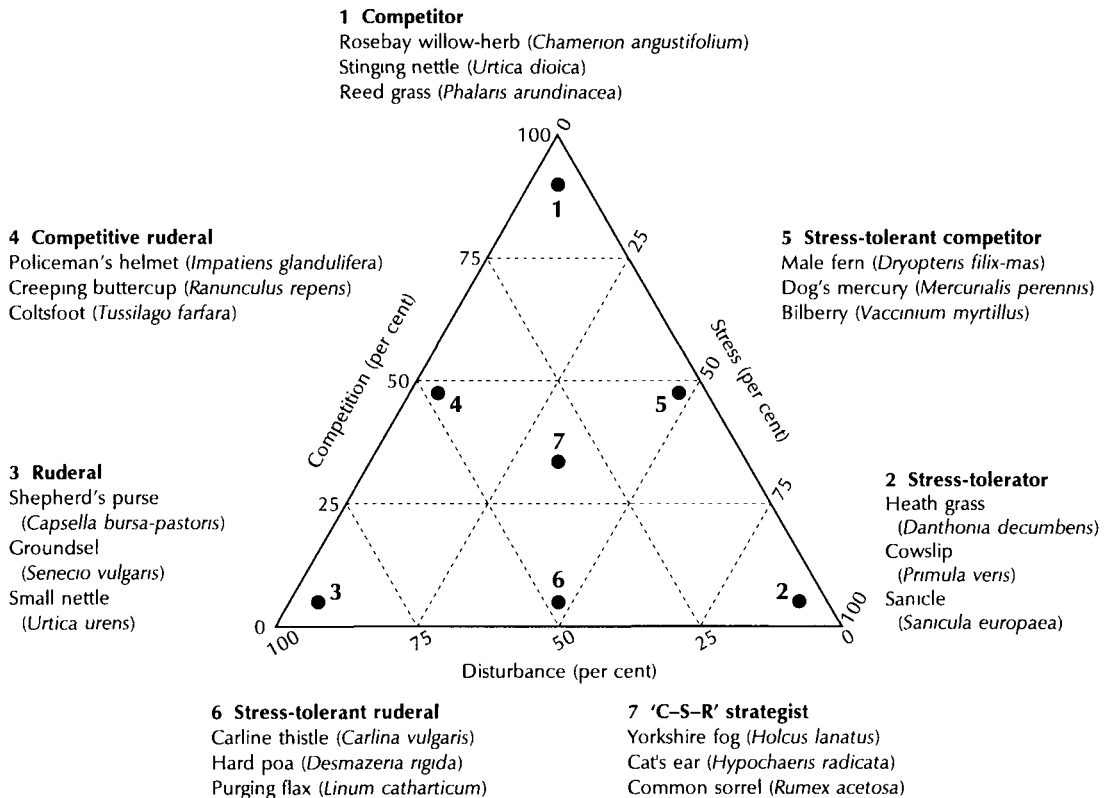 1 Competitor
Rosebay willow-herb (Chamerion angustifolium)
Stinging nettle (Urtica dioica)
Reed grass (Phalaris arundinacea)
100
0
1
4 Competitive ruderal
Policeman's helmet (Impatiens glandulifera)
Creeping buttercup (Ranunculus repens)
Coltsfoot (Tussilago farfara)
75
25
5 Stress-tolerant competitor
Male fern (Dryopteris filix-mas)
Dog's mercury (Mercurialis perennis)
Bilberry (Vaccinium myrtillus)
Competition (per cent)
Stress (per cent)
50
50
4
5
7
3 Ruderal
Shepherd's purse
(Capsella bursa-pastoris)
Groundsel
(Senecio vulgaris)
Small nettle
(Urtica urens)
25
75
2 Stress-tolerator
Heath grass
(Danthonia decumbens)
Cowslip
(Primula veris)
Sanicle
(Sanicula europaea)
3
6
2
0
100
100
75
50
25
0
Disturbance (per cent)
6 Stress-tolerant ruderal
Carline thistle (Carlina vulgaris)
Hard poa (Desmazeria rigida)
Purging flax (Linum catharticum)
7 'C–S–R' strategist
Yorkshire fog (Holcus lanatus)
Cat's ear (Hypochaeris radicata)
Common sorrel (Rumex acetosa)